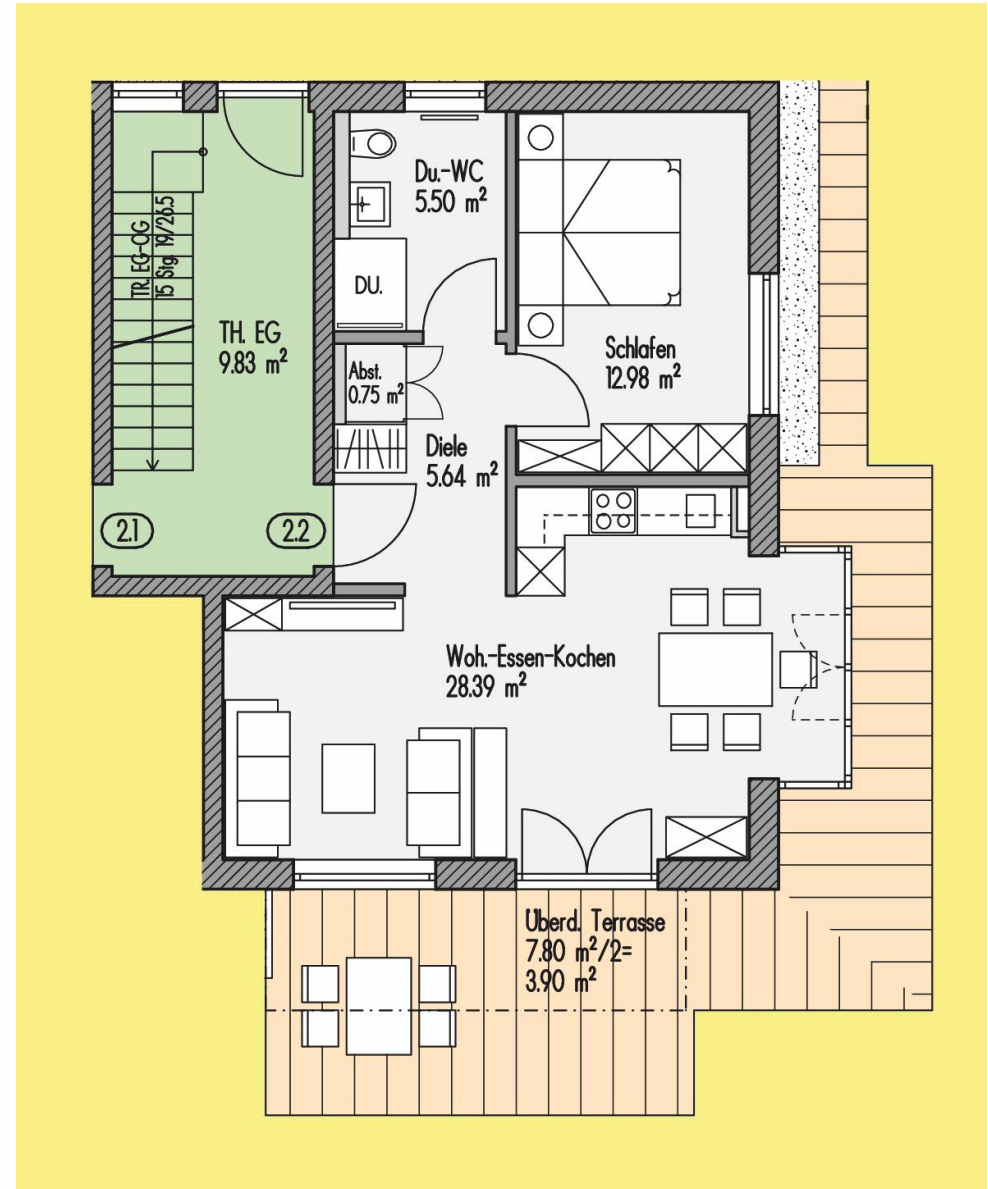 Du.-WC
5.50 m²
TR. EG-OG
15 Stg. 19/26.5
DU.
TH. EG
9.83 m²
Schlafen
12.98 m²
Abst.
0.75 m²
Diele
5.64 m²
2.1
2.2
Woh.-Essen-Kochen
28.39 m²
Überd. Terrasse
7.80 m²/2=
3.90 m²